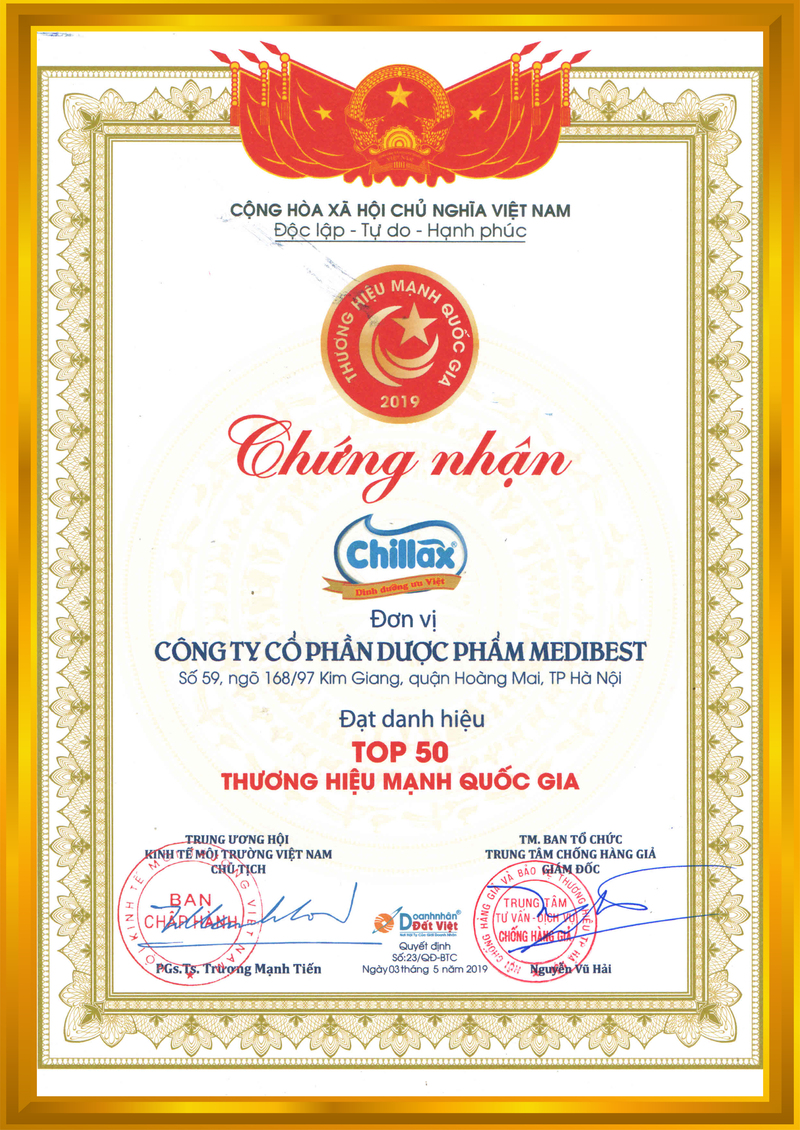 CỘNG HÒA XÃ HỘI CHỦ NGHĨA VIỆT NAM
Độc lập - Tự do - Hạnh phúc
THƯƠNG HIỆU MẠNH QUỐC GIA
2019
Chứng nhận
Chillax®
Dinh dưỡng ưu Việt
Đơn vị
CÔNG TY CỔ PHẦN DƯỢC PHẨM MEDIBEST
Số 59, ngõ 168/97 Kim Giang, quận Hoàng Mai, TP Hà Nội
Đạt danh hiệu
TOP 50
THƯƠNG HIỆU MẠNH QUỐC GIA
TRUNG ƯƠNG HỘI
KINH TẾ MÔI TRƯỜNG VIỆT NAM
CHỦ TỊCH
BAN
CHẤP HÀNH
PGs.Ts. Trương Mạnh Tiến
Doanhnhân
Đất Việt
Quyết định
Số:23/QĐ-BTC
Ngày 03 tháng 5 năm 2019
TM. BAN TỔ CHỨC
TRUNG TÂM CHỐNG HÀNG GIẢ
GIÁM ĐỐC
TRUNG TÂM
TƯ VẤN - DỊCH VỤ
CHỐNG HÀNG GIẢ
Nguyễn Vũ Hải